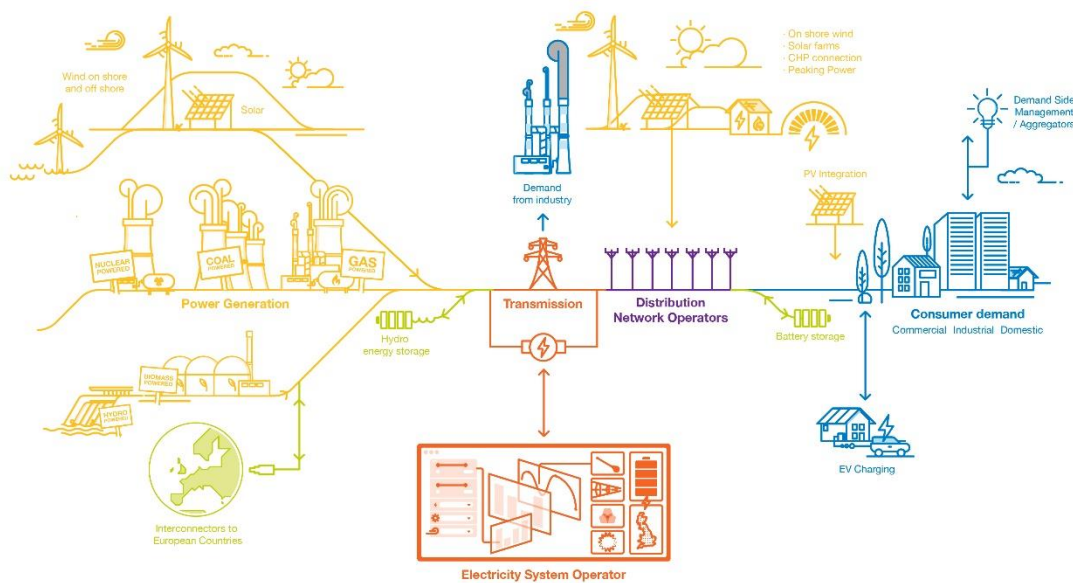 Wind on shore
and off shore
Solar
· On shore wind
· Solar farms
· CHP connection
· Peaking Power
Demand Side
Management
/ Aggregators
Demand
from industry
PV Integration
NUCLEAR
POWERED
COAL
POWERED
GAS
POWERED
Power Generation
Transmission
Distribution
Network Operators
Consumer demand
Commercial Industrial Domestic
Hydro
energy storage
Battery storage
BIOMASS
POWERED
HYDRO
POWERED
EV Charging
Interconnectors to
European Countries
Electricity System Operator